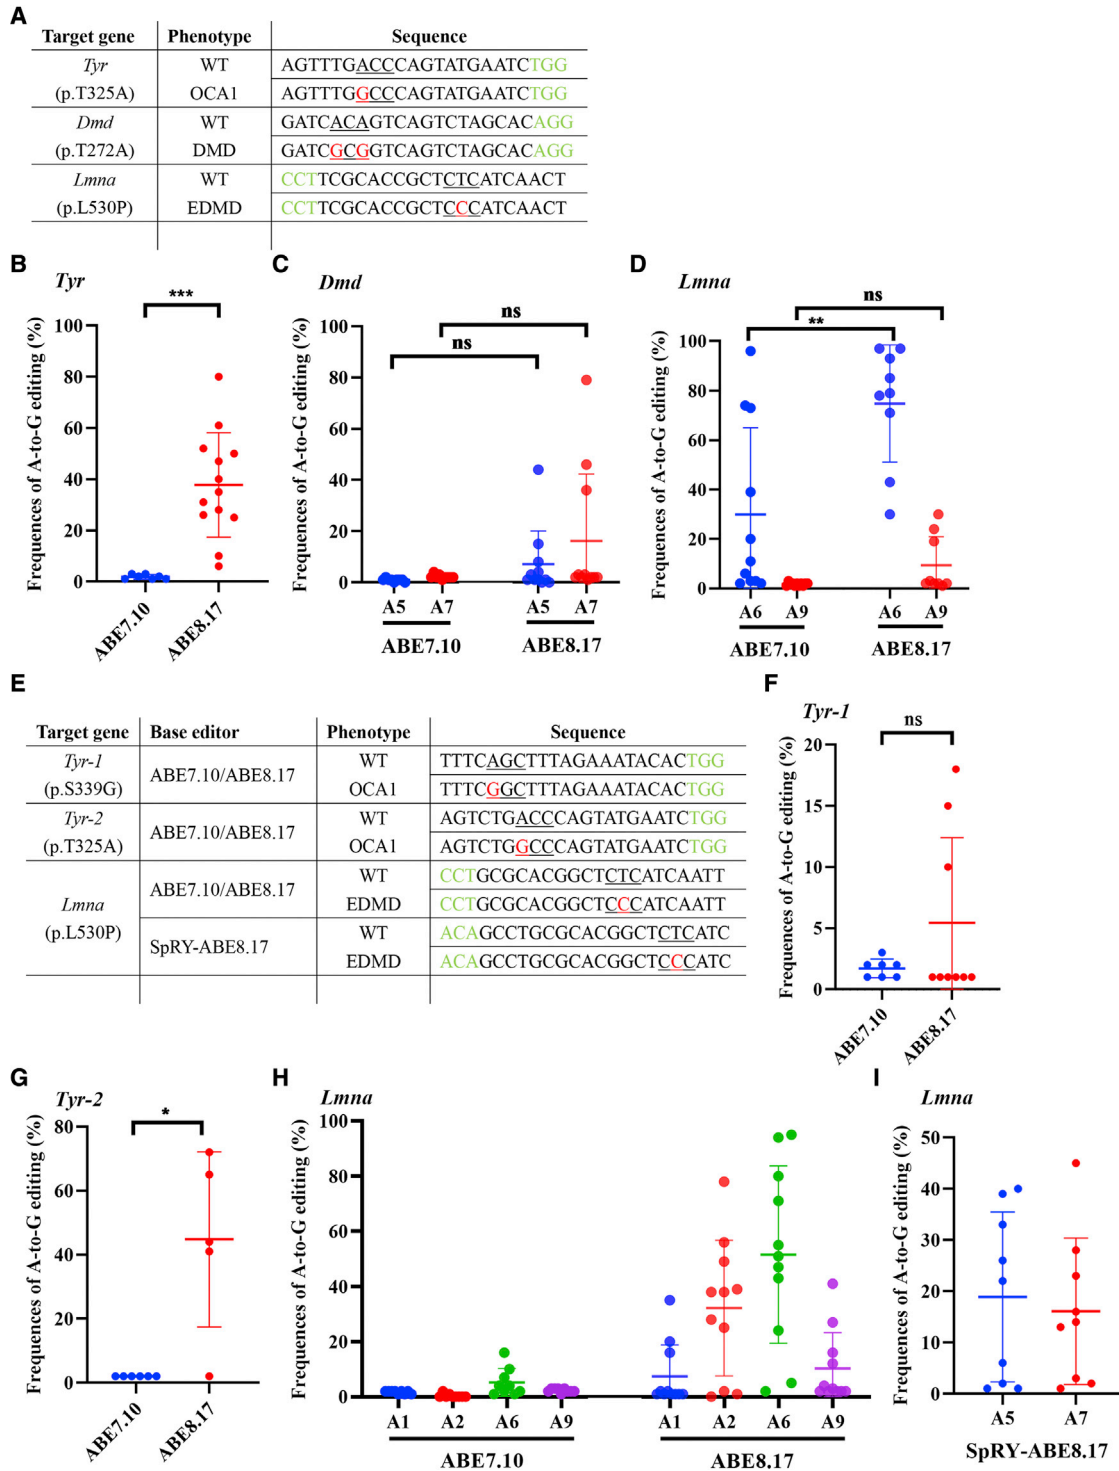 A
Target gene Phenotype Sequence
Tyr WT AGTTTGACCCAGTATGAATCTGG
(p.T325A) OCA1 AGTTTGGCCCAGTATGAATCTGG
Dmd WT GATCACAGTCAGTCTAGCACAGG
(p.T272A) DMD GATCGCGGTCAGTCTAGCACAGG
Lmna WT CCTTCGCACCGCTCTCATCAACT
(p.L530P) EDMD CCTTCGCACCGCTCCCATCAACT
B
Tyr
***
Frequences of A-to-G editing (%)
100
80
60
40
20
0
ABE7.10
ABE8.17
C
Dmd
ns
ns
Frequences of A-to-G editing (%)
100
80
60
40
20
0
A5 A7 A5 A7
ABE7.10 ABE8.17
D
Lmna
ns
**
Frequences of A-to-G editing (%)
100
80
60
40
20
0
A6 A9 A6 A9
ABE7.10 ABE8.17
E
Target gene Base editor Phenotype Sequence
Tyr-1 ABE7.10/ABE8.17 WT TTTCAGCTTTAGAAATACACTGG
(p.S339G) OCA1 TTTCGGCTTTAGAAATACACTGG
Tyr-2 ABE7.10/ABE8.17 WT AGTCTGACCCAGTATGAATCTGG
(p.T325A) OCA1 AGTCTGGCCCAGTATGAATCTGG
Lmna ABE7.10/ABE8.17 WT CCTGCGCACGGCTCTCATCAATT
EDMD CCTGCGCACGGCTCCCATCAATT
(p.L530P) SpRY-ABE8.17 WT ACAGCCTGCGCACGGCTCTCATC
EDMD ACAGCCTGCGCACGGCTCCCATC
F
Tyr-1
ns
Frequences of A-to-G editing (%)
20
15
10
5
0
ABE7.10
ABE8.17
G
Tyr-2
*
Frequences of A-to-G editing (%)
80
60
40
20
0
ABE7.10
ABE8.17
H
Lmna
Frequences of A-to-G editing (%)
100
80
60
40
20
0
A1 A2 A6 A9 A1 A2 A6 A9
ABE7.10 ABE8.17
I
Lmna
Frequences of A-to-G editing (%)
50
40
30
20
10
0
A5 A7
SpRY-ABE8.17